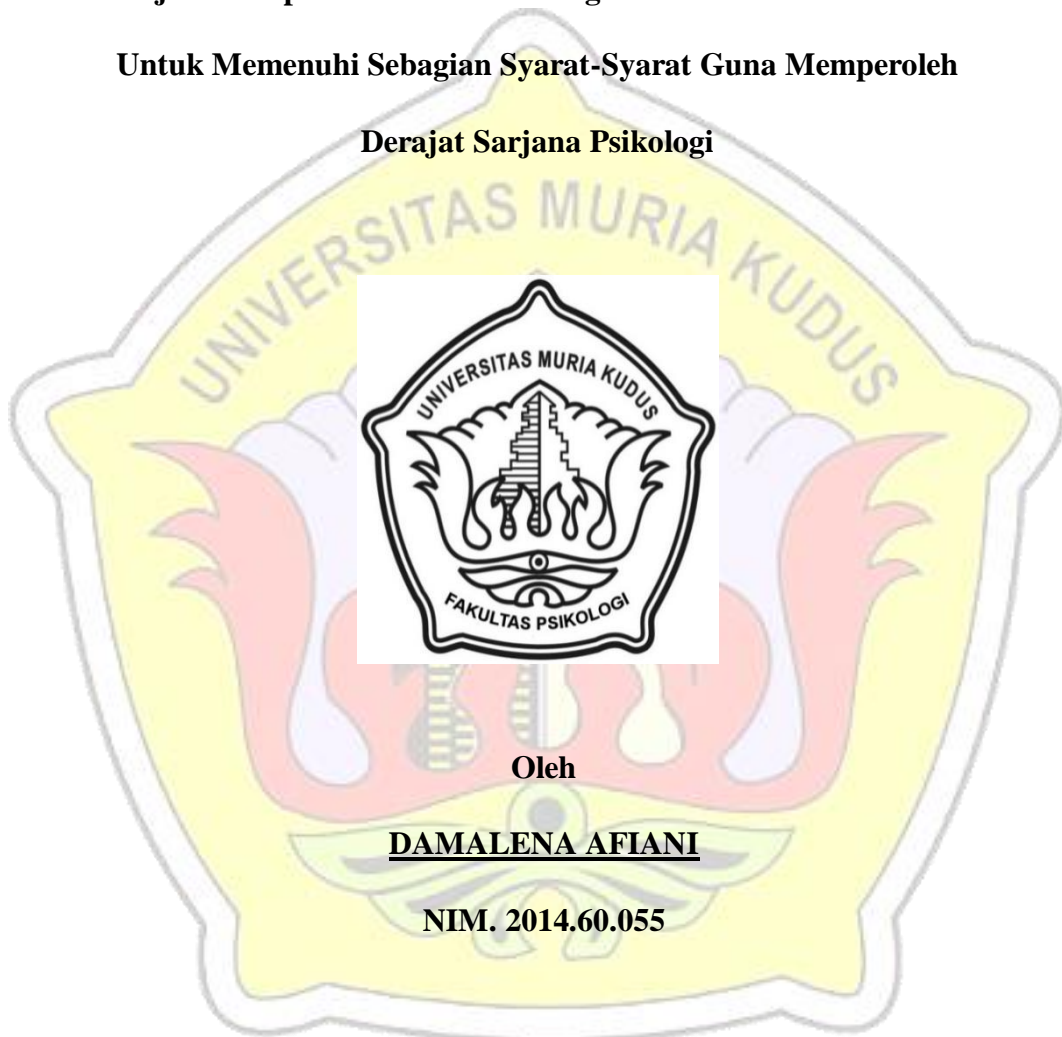 Untuk Memenuhi Sebagian Syarat-Syarat Guna Memperoleh
Derajat Sarjana Psikologi
UNIVERSITAS MURIA KUDUS
UNIVERSITAS MURIA KUDUS
FAKULTAS PSIKOLOGI
Oleh
DAMALENA AFIANI
NIM. 2014.60.055